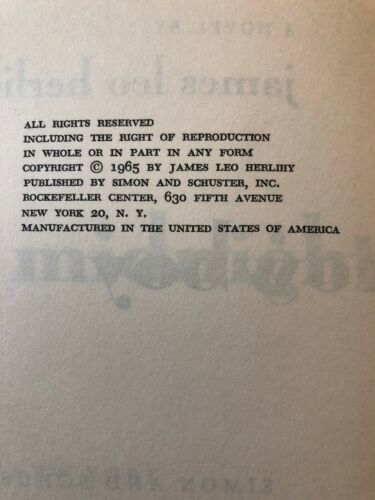 ALL RIGHTS RESERVED
INCLUDING THE RIGHT OF REPRODUCTION
IN WHOLE OR IN PART IN ANY FORM
COPYRIGHT © 1965 BY JAMES LEO HERLIHY
PUBLISHED BY SIMON AND SCHUSTER, INC.
ROCKEFELLER CENTER, 630 FIFTH AVENUE
NEW YORK 20, N. Y.
MANUFACTURED IN THE UNITED STATES OF AMERICA